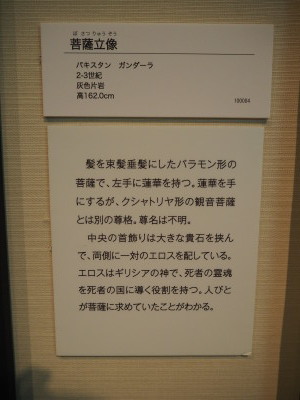 ぼ さつ りゅう ぞう
菩薩立像
パキスタン　ガンダーラ
2-3世紀
灰色片岩
高162.0cm
100004
髪を束髪垂髪にしたバラモン形の
菩薩で、左手に蓮華を持つ。蓮華を手
にするが、クシャトリヤ形の観音菩薩
とは別の尊格。尊名は不明。
中央の首飾りは大きな貴石を挟ん
で、両側に一対のエロスを配している。
エロスはギリシアの神で、死者の霊魂
を死者の国に導く役割を持つ。人びと
が菩薩に求めていたことがわかる。